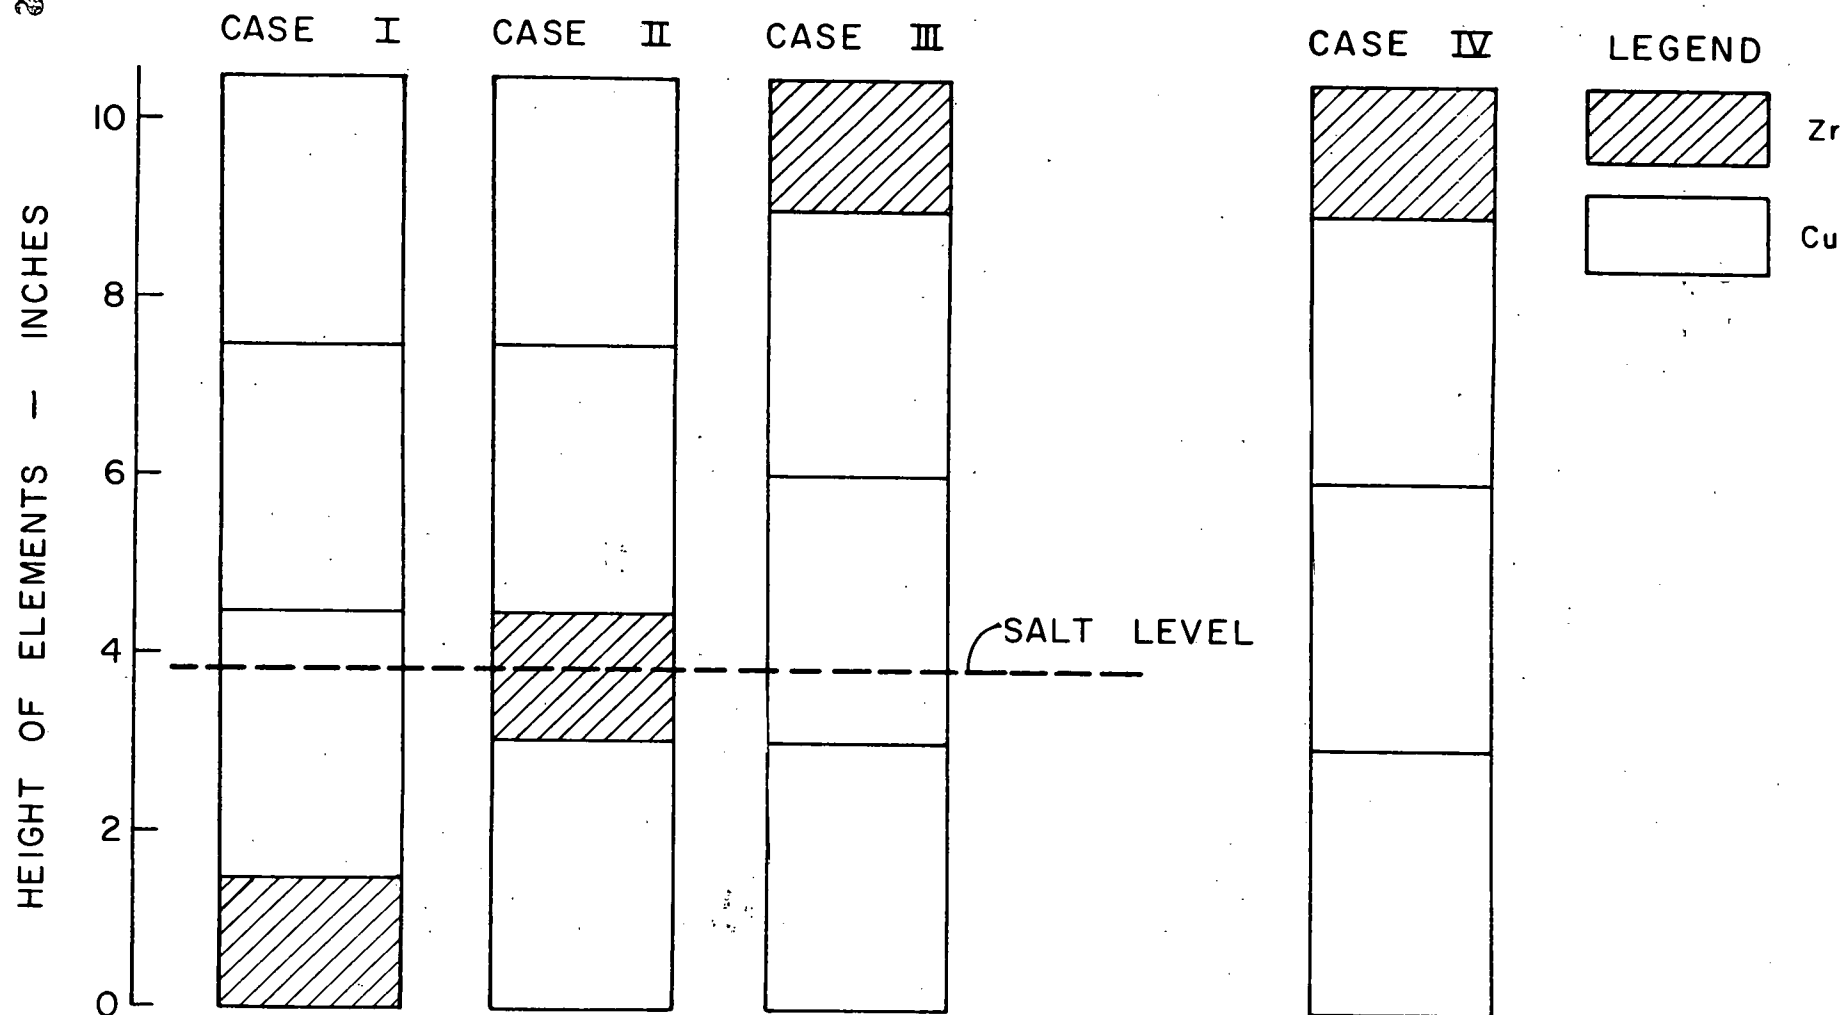 CASE I
CASE II
CASE III
CASE IV
LEGEND
Zr
Cu
HEIGHT OF ELEMENTS — INCHES
10
8
6
4
2
0
SALT LEVEL